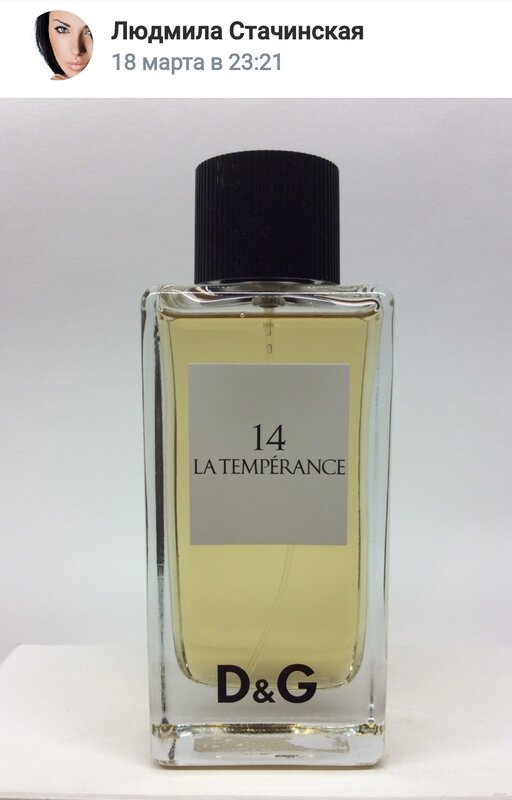 Людмила Стачинская
18 марта в 23:21
14
LA TEMPÉRANCE
D&G